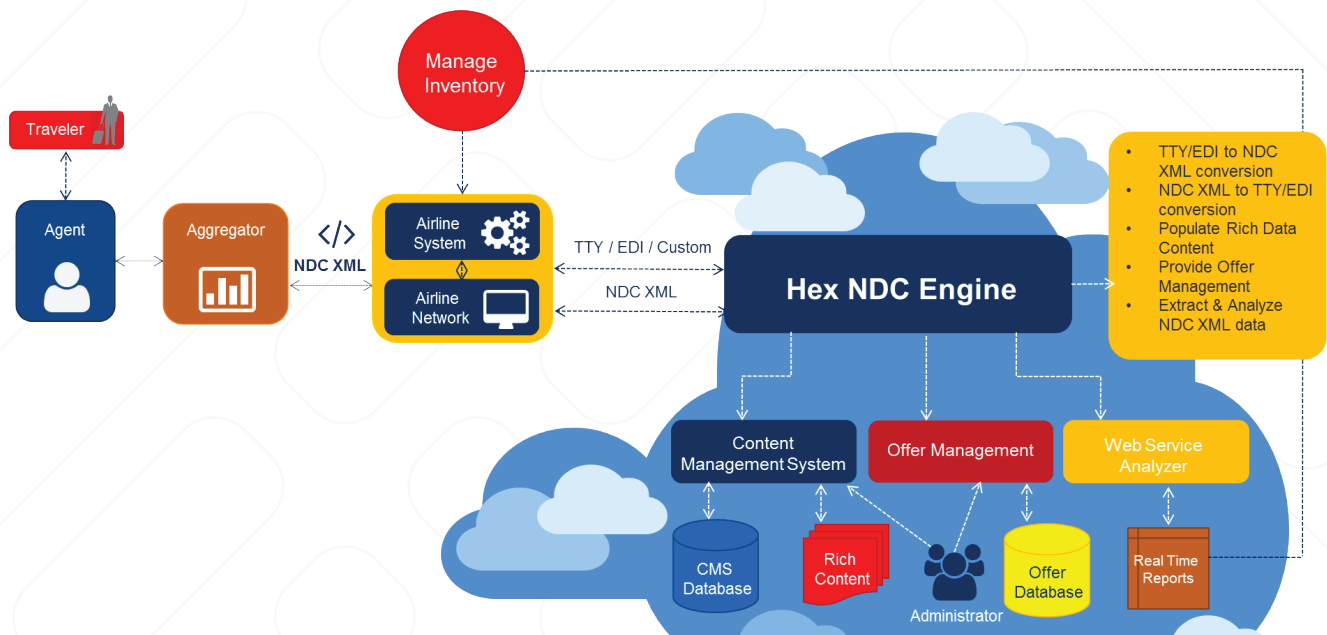 Manage
Inventory
Traveler
Agent
Aggregator
</>
NDC XML
Airline
System
Airline
Network
TTY / EDI / Custom
NDC XML
Hex NDC Engine
• TTY/EDI to NDC
XML conversion
• NDC XML to TTY/EDI
conversion
• Populate Rich Data
Content
• Provide Offer
Management
• Extract & Analyze
NDC XML data
Content
Management System
Offer Management
Web Service
Analyzer
CMS
Database
Rich
Content
Administrator
Offer
Database
Real Time
Reports